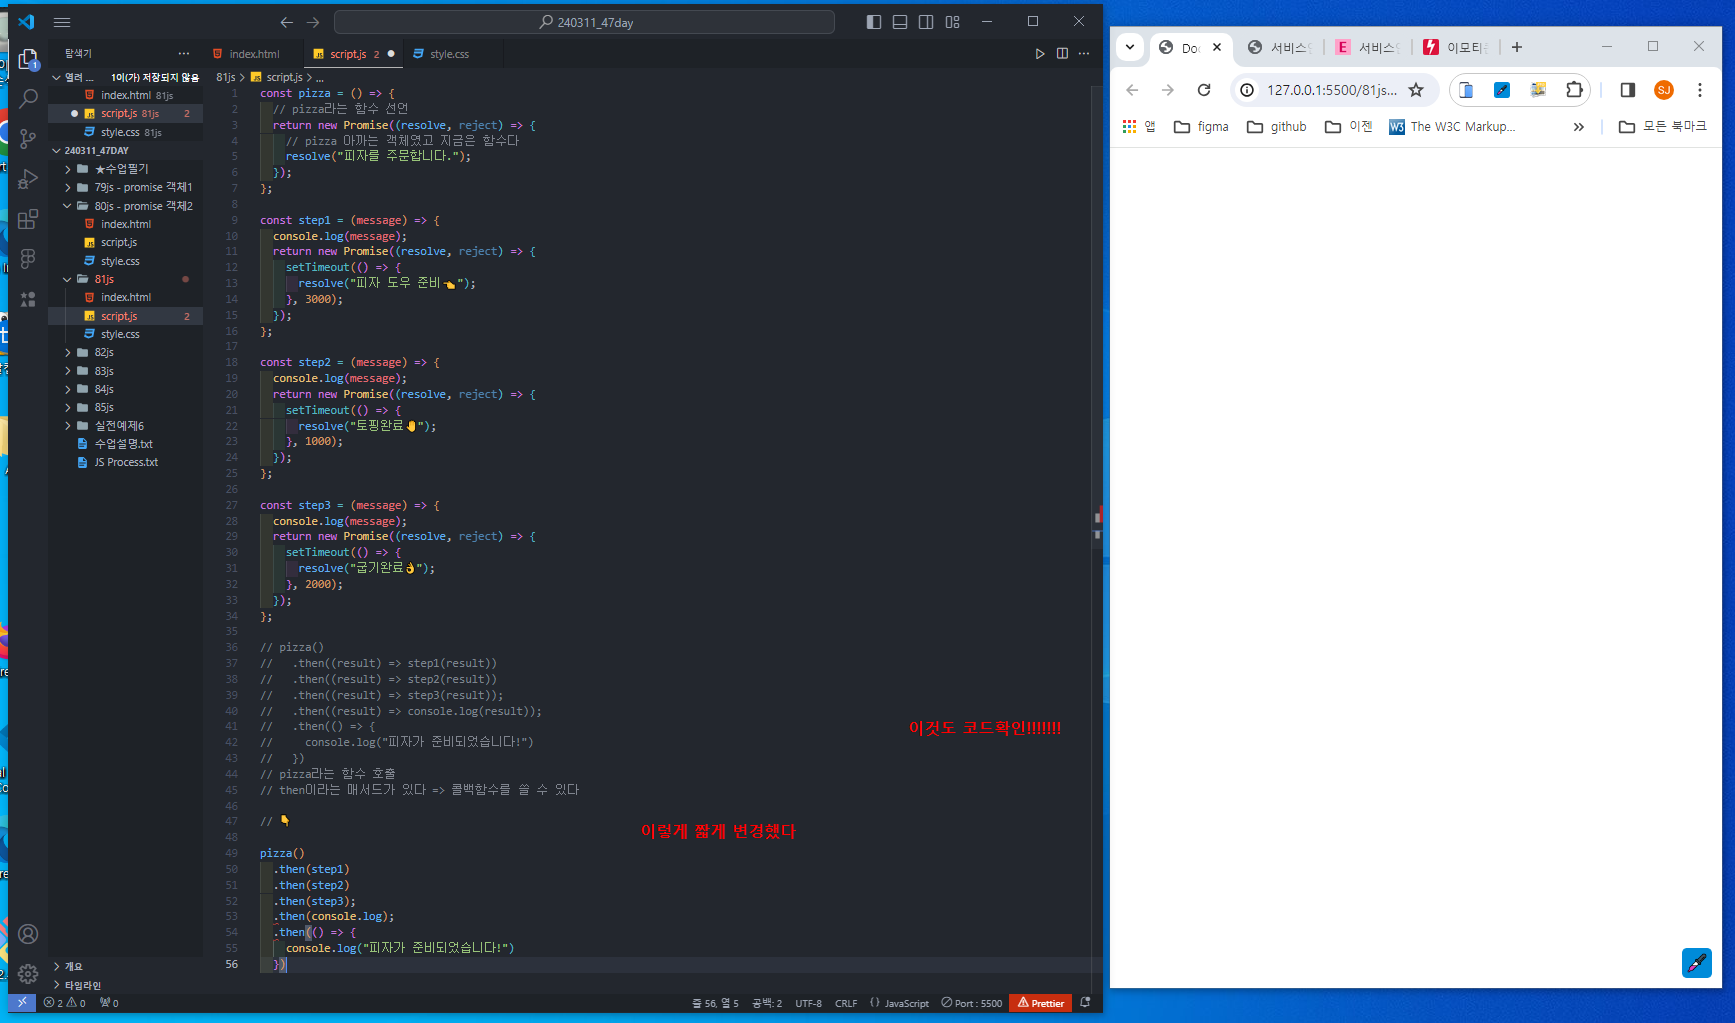 240311_47day
탐색기
index.html
script.js 2
style.css
열려 ... 1이(가) 저장되지 않음
index.html 81js
script.js 81js 2
style.css 81js
240311_47DAY
★수업필기
79js - promise 객체1
80js - promise 객체2
index.html
script.js
style.css
81js
index.html
script.js 2
style.css
82js
83js
84js
85js
실전예제6
수업설명.txt
JS Process.txt
개요
타임라인
81js > script.js > ...
1 const pizza = () => {
2 // pizza라는 함수 선언
3 return new Promise((resolve, reject) => {
4 // pizza 아까는 객체였고 지금은 함수다
5 resolve("피자를 주문합니다.");
6 });
7 };
8
9 const step1 = (message) => {
10 console.log(message);
11 return new Promise((resolve, reject) => {
12 setTimeout(() => {
13 resolve("피자 도우 준비👈");
14 }, 3000);
15 });
16 };
17
18 const step2 = (message) => {
19 console.log(message);
20 return new Promise((resolve, reject) => {
21 setTimeout(() => {
22 resolve("토핑완료🤚");
23 }, 1000);
24 });
25 };
26
27 const step3 = (message) => {
28 console.log(message);
29 return new Promise((resolve, reject) => {
30 setTimeout(() => {
31 resolve("굽기완료👌");
32 }, 2000);
33 });
34 };
35
36 // pizza()
37 // .then((result) => step1(result))
38 // .then((result) => step2(result))
39 // .then((result) => step3(result));
40 // .then((result) => console.log(result));
41 // .then(() => {
42 // console.log("피자가 준비되었습니다!")
43 // })
44 // pizza라는 함수 호출
45 // then이라는 매서드가 있다 => 콜백함수를 쓸 수 있다
46
47 // 👇
48
49 pizza()
50 .then(step1)
51 .then(step2)
52 .then(step3);
53 .then(console.log);
54 .then(() => {
55 console.log("피자가 준비되었습니다!")
56 })
이것도 코드확인!!!!!!!
이렇게 짧게 변경했다
2 0 0
줄 56, 열 5 공백: 2 UTF-8 CRLF {} JavaScript Port : 5500 Prettier
Doc
서비스
E 서비스
이모티
127.0.0.1:5500/81js...
SJ
앱 figma github 이젠 W3 The W3C Markup... » 모든 북마크